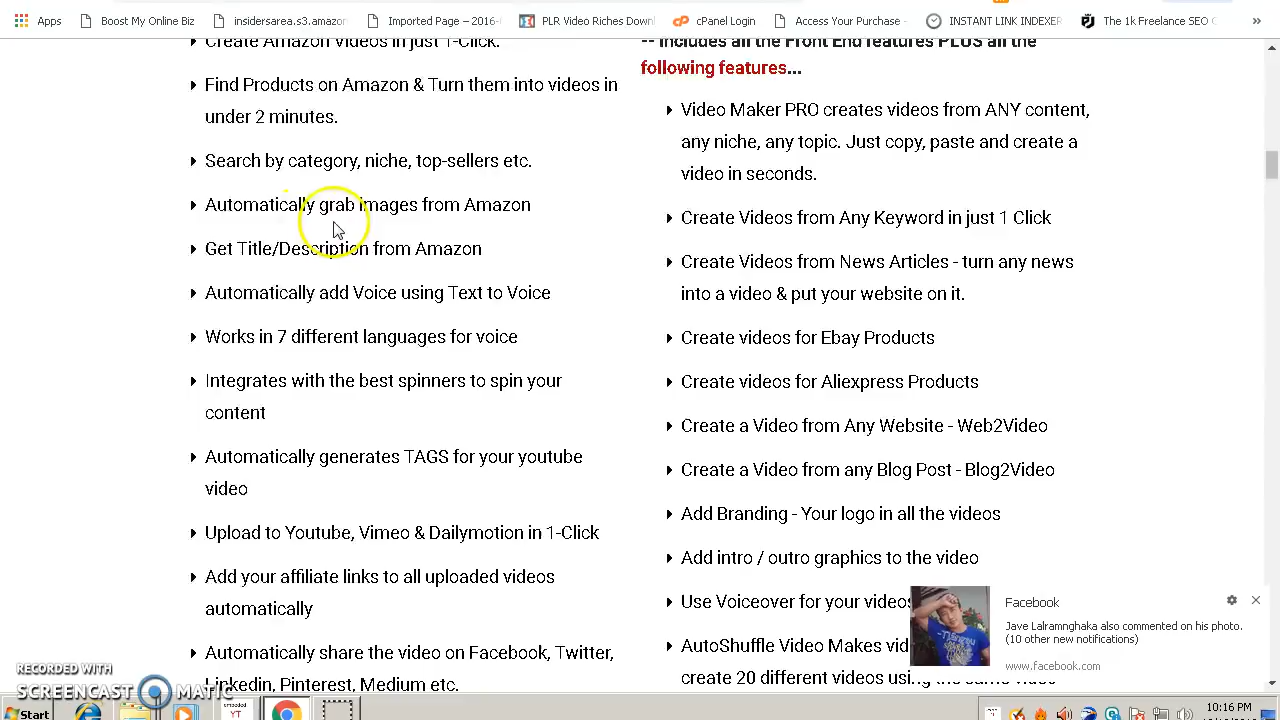 Apps
Boost My Online Biz
insidersarea.s3.amazon
Imported Page – 2016-
PLR Video Riches Down
cPanel Login
Access Your Purchase -
INSTANT LINK INDEXER
The 1k Freelance SEO
»
Create Amazon Videos in just 1-Click.
Find Products on Amazon & Turn them into videos in
under 2 minutes.
Search by category, niche, top-sellers etc.
Automatically grab images from Amazon
Get Title/Description from Amazon
Automatically add Voice using Text to Voice
Works in 7 different languages for voice
Integrates with the best spinners to spin your
content
Automatically generates TAGS for your youtube
video
Upload to Youtube, Vimeo & Dailymotion in 1-Click
Add your affiliate links to all uploaded videos
automatically
Automatically share the video on Facebook, Twitter,
Linkedin, Pinterest, Medium etc.
-- Includes all the Front End features PLUS all the
following features...
Video Maker PRO creates videos from ANY content,
any niche, any topic. Just copy, paste and create a
video in seconds.
Create Videos from Any Keyword in just 1 Click
Create Videos from News Articles - turn any news
into a video & put your website on it.
Create videos for Ebay Products
Create videos for Aliexpress Products
Create a Video from Any Website - Web2Video
Create a Video from any Blog Post - Blog2Video
Add Branding - Your logo in all the videos
Add intro / outro graphics to the video
Use Voiceover for your videos
AutoShuffle Video Makes vid
create 20 different videos using the same video
Facebook
Jave Lalramnghaka also commented on his photo.
(10 other new notifications)
www.facebook.com
RECORDED WITH
SCREENCAST MATIC
Start
YT
10:16 PM